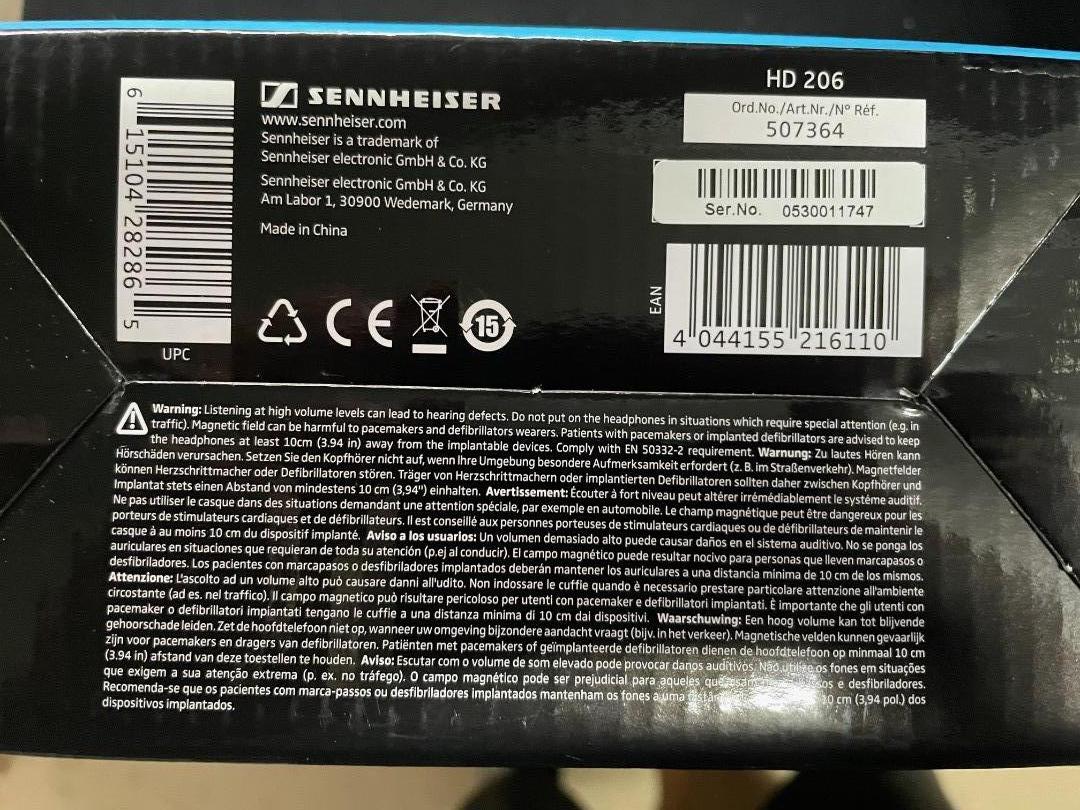 HD 206
6 15104 28286 5
UPC
SENNHEISER
www.sennheiser.com
Sennheiser is a trademark of
Sennheiser electronic GmbH & Co. KG
Sennheiser electronic GmbH & Co. KG
Am Labor 1, 30900 Wedemark, Germany
Made in China
CE
15
Ord.No./Art.Nr./N° Réf.
507364
Ser.No. 0530011747
EAN
4 044155 216110
Warning: Listening at high volume levels can lead to hearing defects. Do not put on the headphones in situations which require special attention (e.g. in
traffic). Magnetic field can be harmful to pacemakers and defibrillators wearers. Patients with pacemakers or implanted defibrillators are advised to keep
the headphones at least 10cm (3.94 in) away from the implantable devices. Comply with EN 50332-2 requirement. Warnung: Zu lautes Hören kann
Hörschäden verursachen. Setzen Sie den Kopfhörer nicht auf, wenn Ihre Umgebung besondere Aufmerksamkeit erfordert (z. B. im Straßenverkehr). Magnetfelder
können Herzschrittmacher oder Defibrillatoren stören. Träger von Herzschrittmachern oder implantierten Defibrillatoren sollten daher zwischen Kopfhörer und
Implantat stets einen Abstand von mindestens 10 cm (3,94") einhalten. Avertissement: Écouter à fort niveau peut altérer irrémédiablement le système auditif.
Ne pas utiliser le casque dans des situations demandant une attention spéciale, par exemple en automobile. Le champ magnétique peut être dangereux pour les
porteurs de stimulateurs cardiaques et de défibrillateurs. Il est conseillé aux personnes porteuses de stimulateurs cardiaques ou de défibrillateurs de maintenir le
casque à au moins 10 cm du dispositif implanté. Aviso a los usuarios: Un volumen demasiado alto puede causar daños en el sistema auditivo. No se ponga los
auriculares en situaciones que requieran de toda su atención (p.ej al conducir). El campo magnético puede resultar nocivo para personas que lleven marcapasos o
desfibriladores. Los pacientes con marcapasos o desfibriladores implantados deberán mantener los auriculares a una distancia mínima de 10 cm de los mismos.
Attenzione: L'ascolto ad un volume alto può causare danni all'udito. Non indossare le cuffie quando è necessario prestare particolare attenzione all'ambiente
circostante (ad es. nel traffico). Il campo magnetico può risultare pericoloso per utenti con pacemaker e defibrillatori impiantati. È importante che gli utenti con
pacemaker o defibrillatori impiantati tengano le cuffie a una distanza minima di 10 cm dai dispositivi. Waarschuwing: Een hoog volume kan tot blijvende
gehoorschade leiden. Zet de hoofdtelefoon niet op, wanneer uw omgeving bijzondere aandacht vraagt (bijv. in het verkeer). Magnetische velden kunnen gevaarlijk
zijn voor pacemakers en dragers van defibrillatoren. Patiënten met pacemakers of geïmplanteerde defibrillatoren dienen de hoofdtelefoon op minmaal 10 cm
(3.94 in) afstand van deze toestellen te houden. Aviso: Escutar com o volume de som elevado pode provocar danos auditivos. Não utilize os fones em situações
que exigem a sua atenção extrema (p. ex. no tráfego). O campo magnético pode ser prejudicial para aqueles que e desfibriladores.
Recomenda-se que os pacientes com marca-passos ou desfibriladores implantados mantenham os fones a uma 10 cm (3,94 pol.) dos
dispositivos implantados.